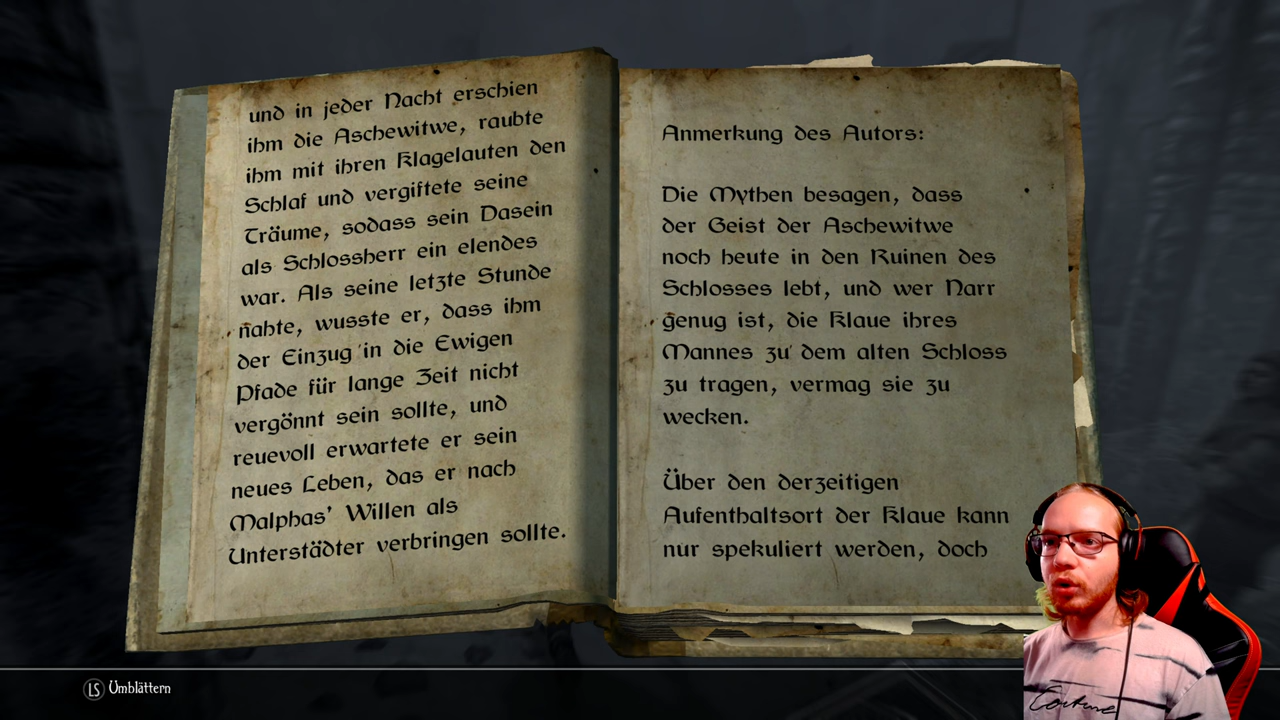 und in jeder Nacht erschien
ihm die Aschewitwe, raubte
ihm mit ihren Klagelauten den
Schlaf und vergiftete seine
Träume, sodass sein Dasein
als Schlossherr ein elendes
war. Als seine letzte Stunde
nahte, wusste er, dass ihm
der Einzug in die Ewigen
Pfade für lange Zeit nicht
vergönnt sein sollte, und
reuevoll erwartete er sein
neues Leben, das er nach
Malphas' Willen als
Unterstädter verbringen sollte.
Anmerkung des Autors:
Die Mythen besagen, dass
der Geist der Aschewitwe
noch heute in den Ruinen des
Schlosses lebt, und wer Narr
genug ist, die Klaue ihres
Mannes zu dem alten Schloss
zu tragen, vermag sie zu
wecken.
Über den derzeitigen
Aufenthaltsort der Klaue kann
nur spekuliert werden, doch
LS Umblättern